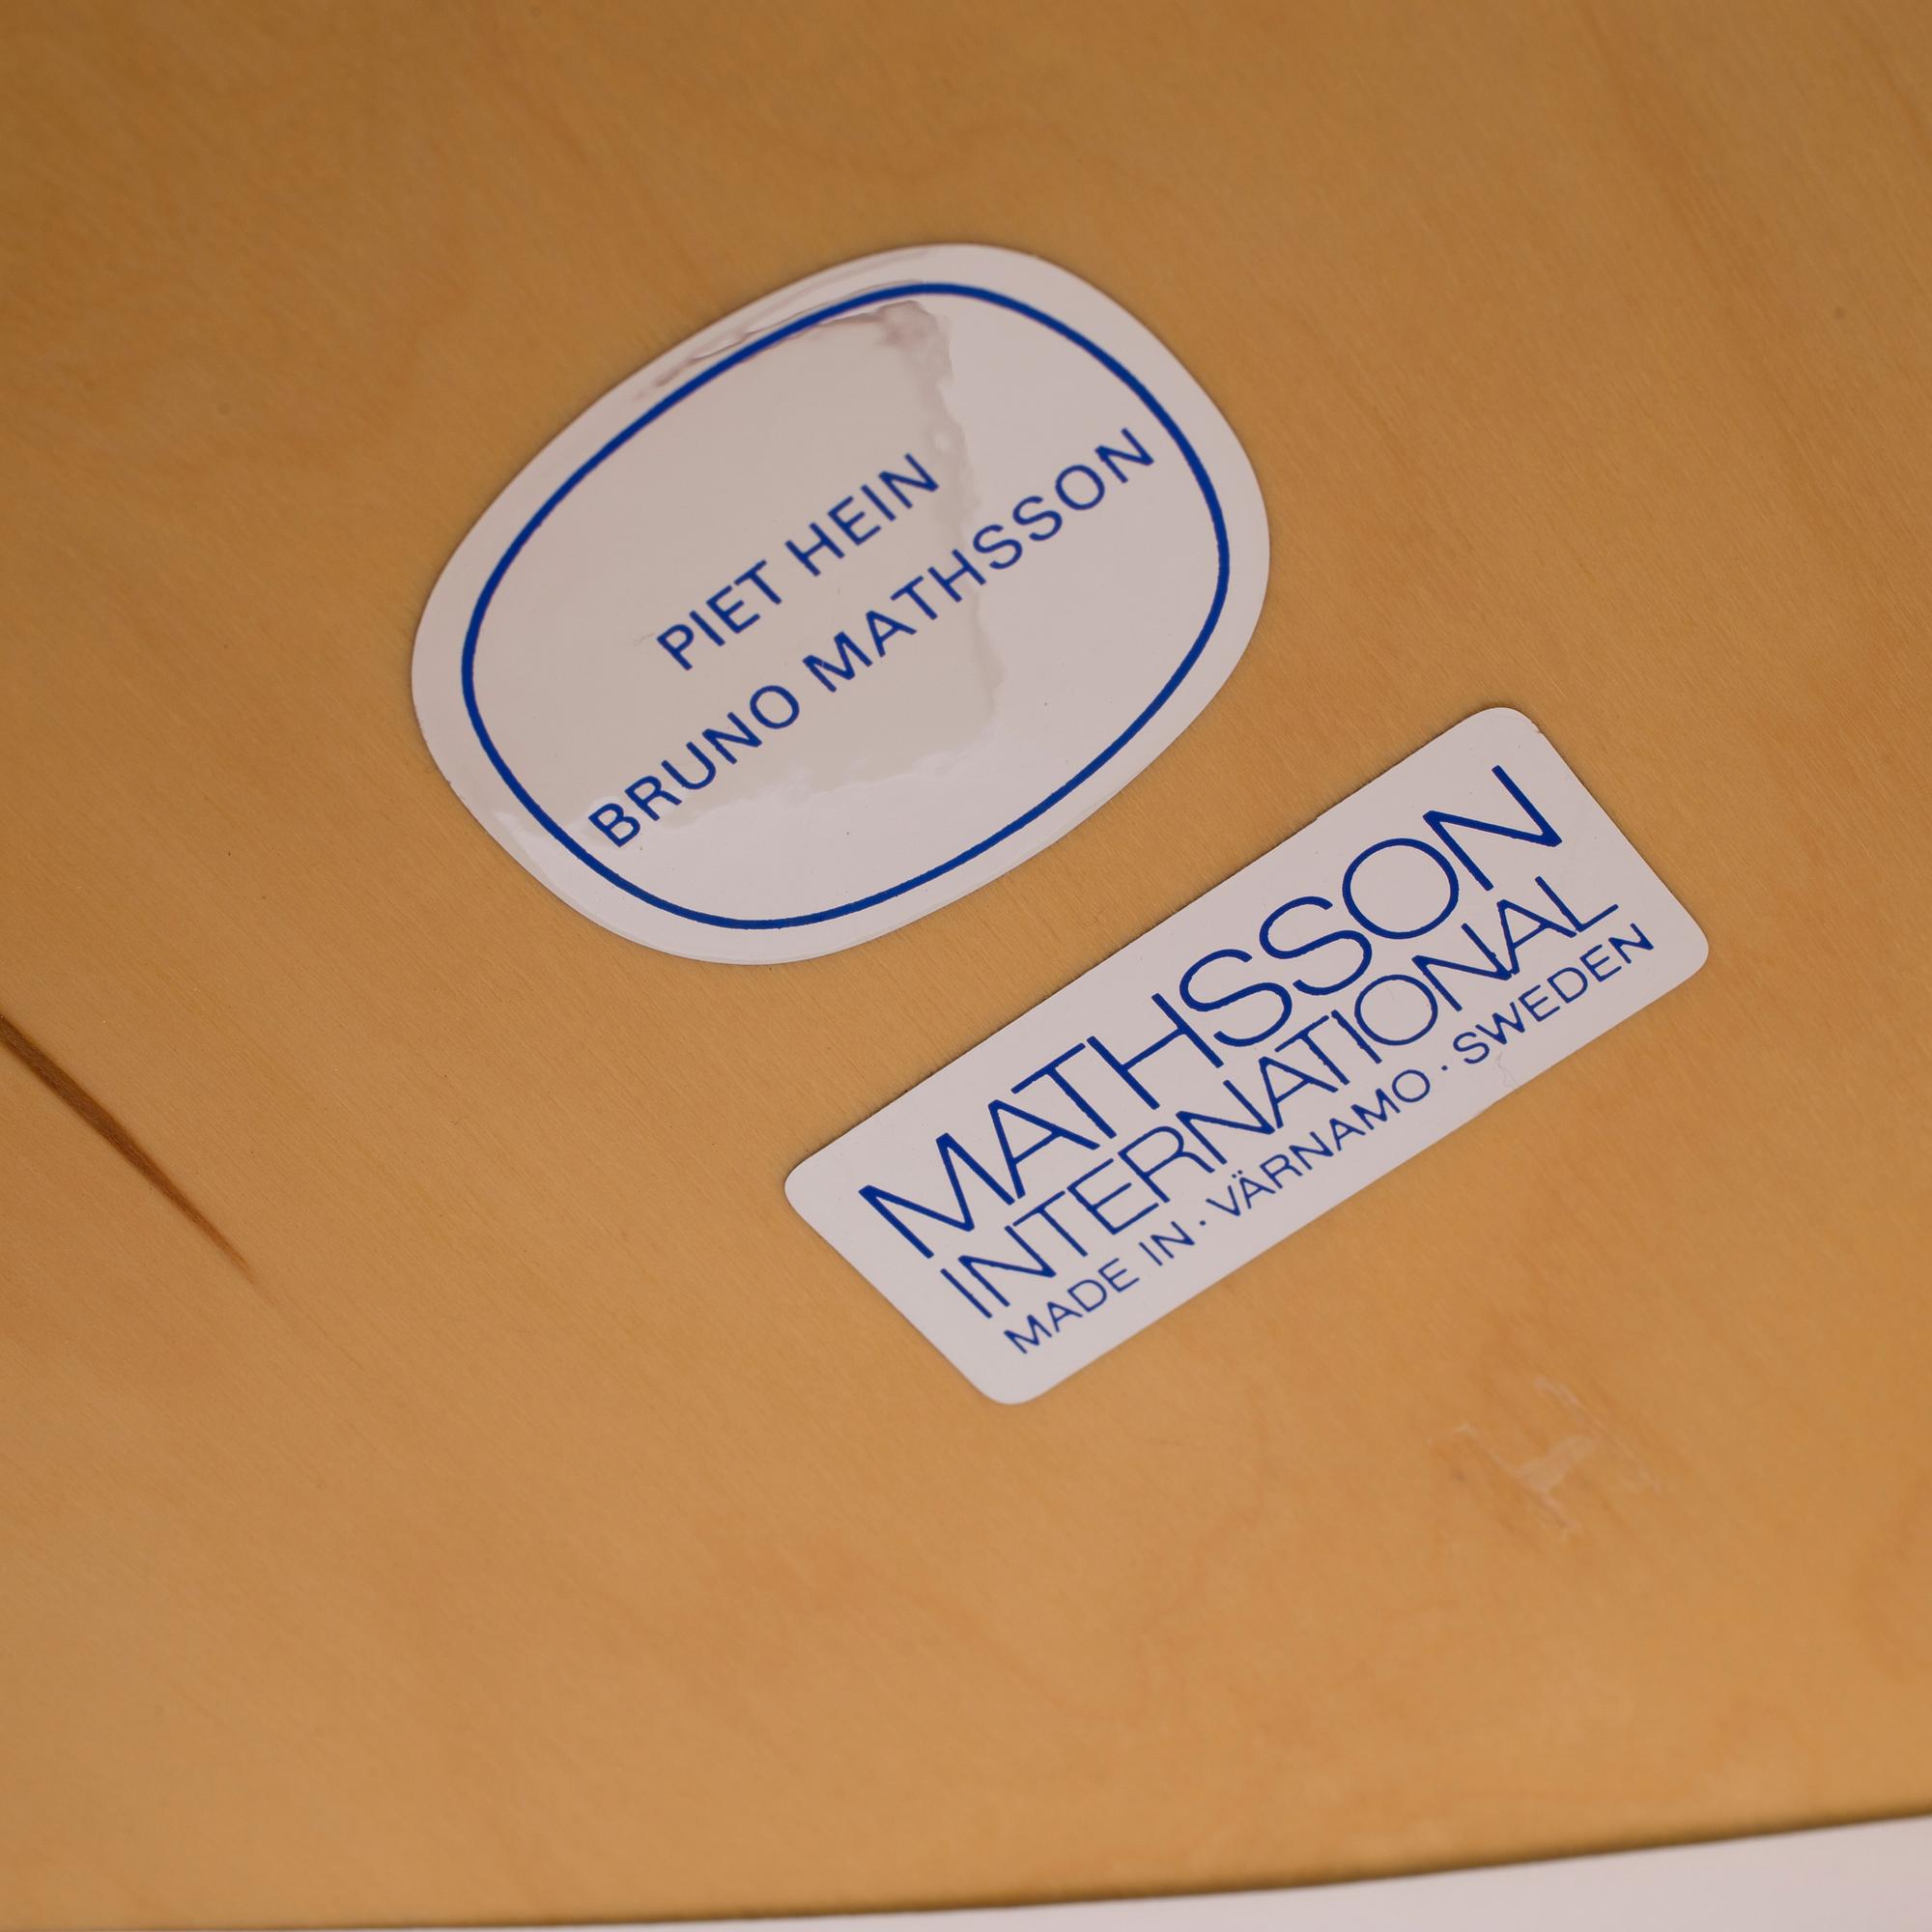 PIET HEIN
BRUNO MATHSSON
MATHSSON
INTERNATIONAL
MADE IN · VÄRNAMO · SWEDEN